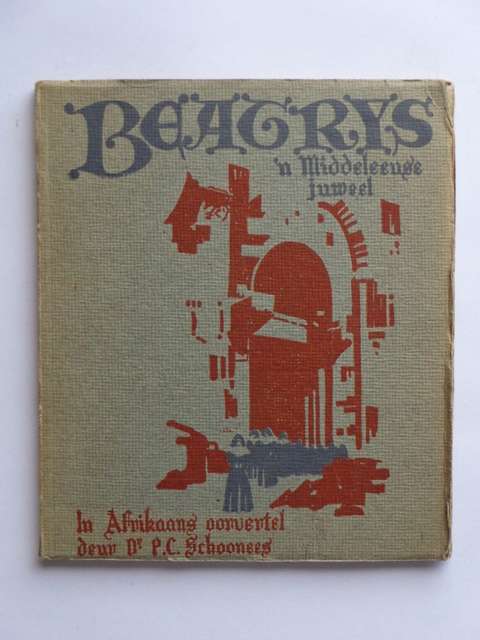 BEATRYS
'n Middeleeuse
juweel
In Afrikaans oorvertel
deur Dr P.C. Schoonees